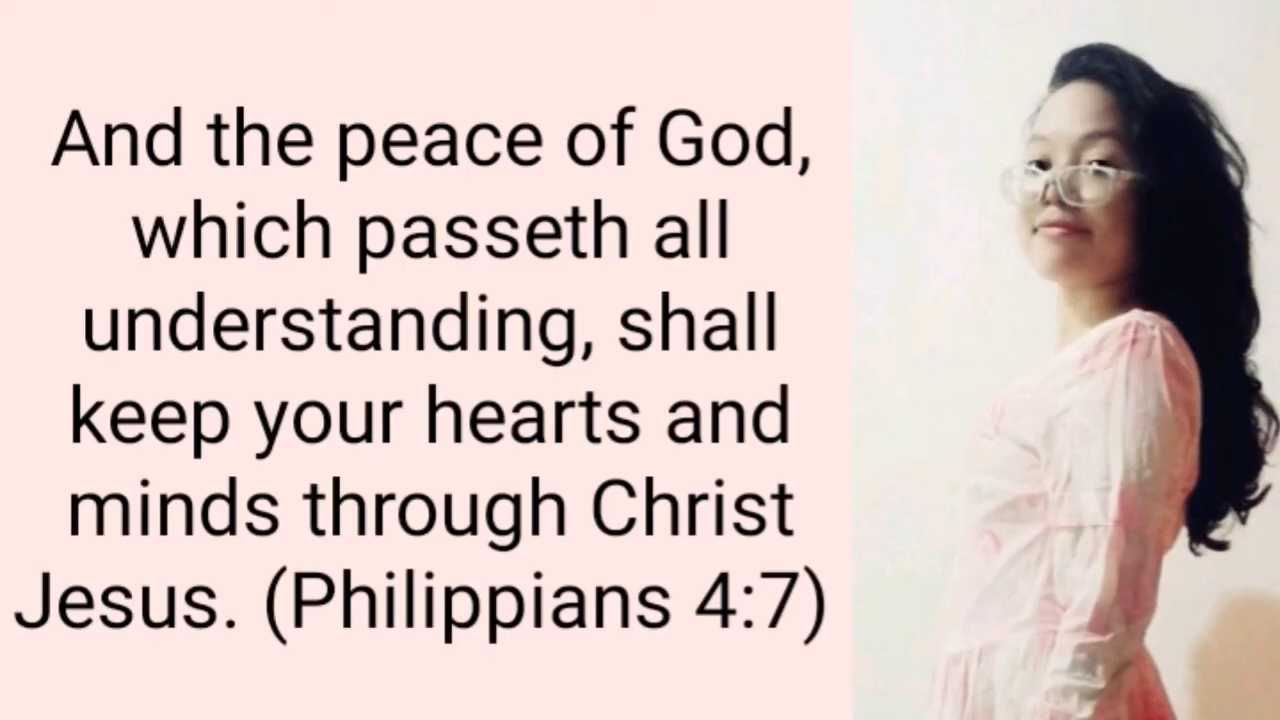 And the peace of God,
which passeth all
understanding, shall
keep your hearts and
minds through Christ
Jesus. (Philippians 4:7)